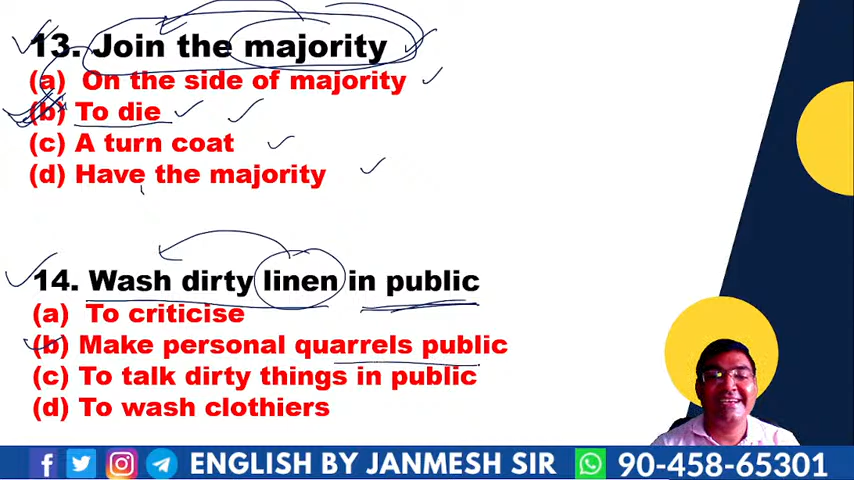 13. Join the majority
(a) On the side of majority
(b) To die
(c) A turn coat
(d) Have the majority
14. Wash dirty linen in public
(a) To criticise
(b) Make personal quarrels public
(c) To talk dirty things in public
(d) To wash clothiers
ENGLISH BY JANMESH SIR 90-458-65301